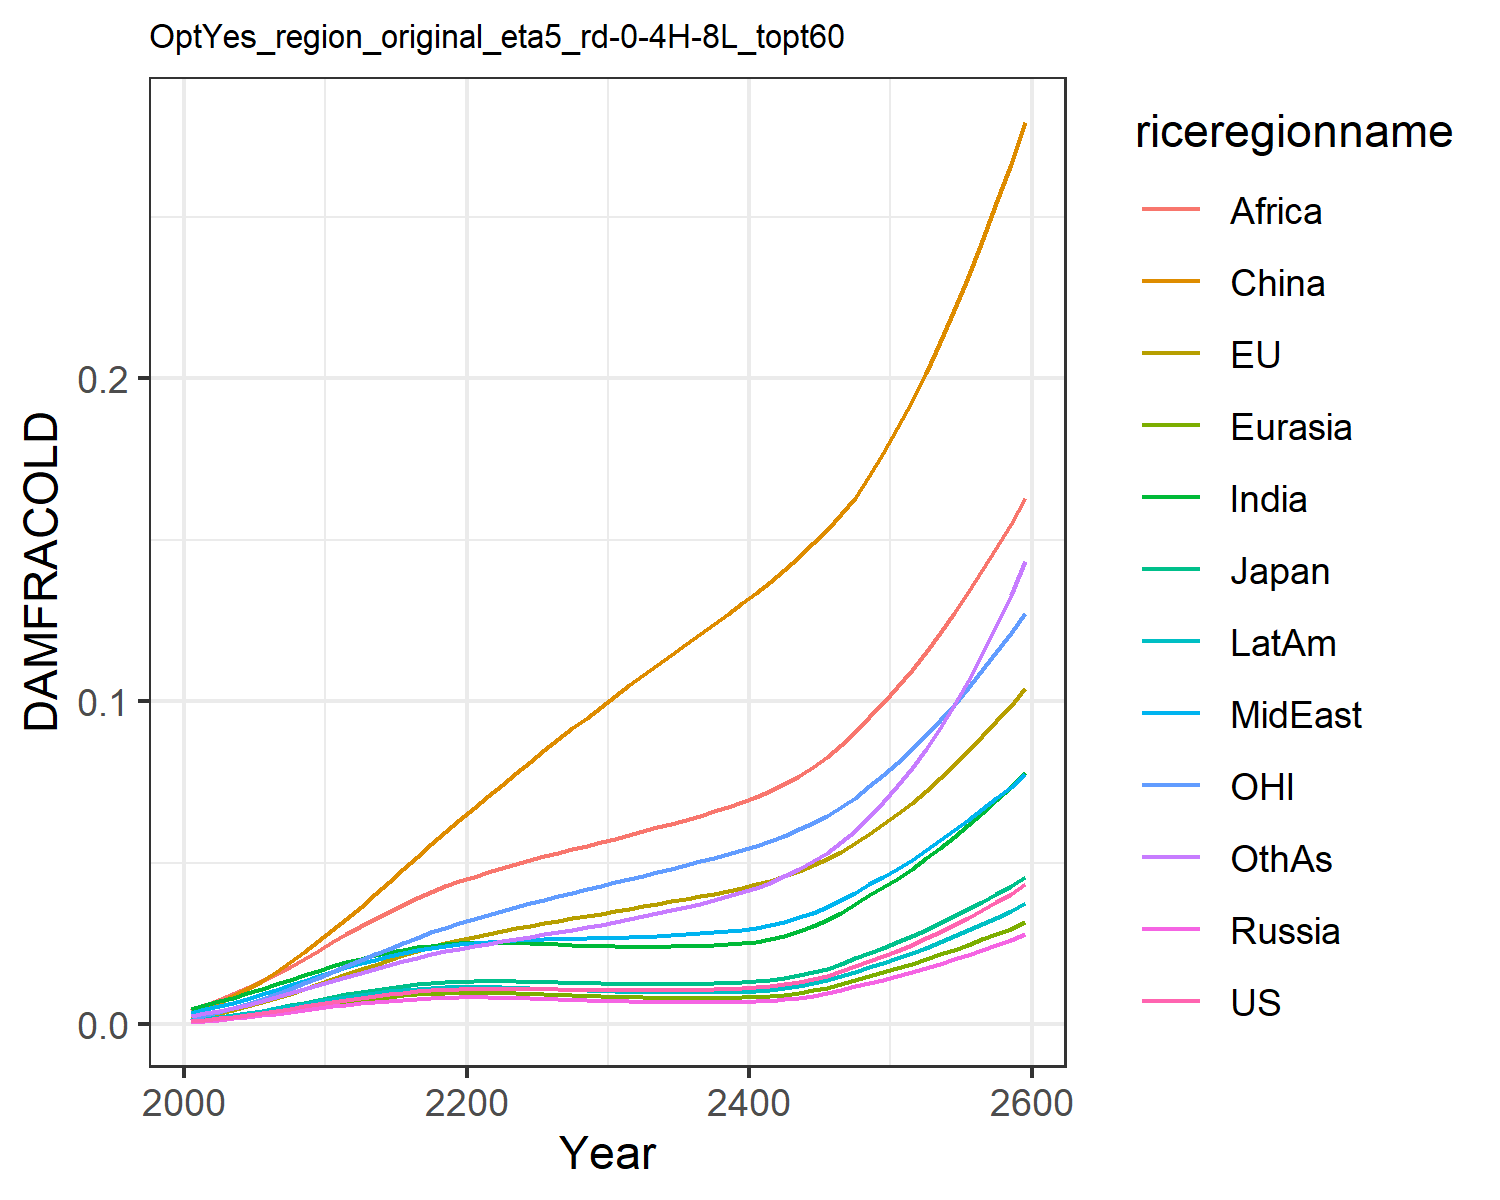 OptYes_region_original_eta5_rd-0-4H-8L_topt60
DAMFRACOLD
0.2
0.1
0.0
2000 2200 2400 2600
Year
riceregionname
Africa
China
EU
Eurasia
India
Japan
LatAm
MidEast
OHI
OthAs
Russia
US